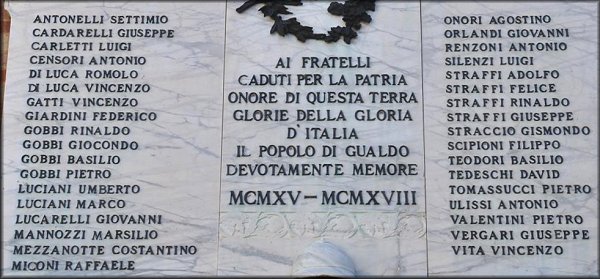 ANTONELLI SETTIMIO
CARDARELLI GIUSEPPE
CARLETTI LUIGI
CENSORI ANTONIO
DI LUCA ROMOLO
DI LUCA VINCENZO
GATTI VINCENZO
GIARDINI FEDERICO
GOBBI RINALDO
GOBBI GIOCONDO
GOBBI BASILIO
GOBBI PIETRO
LUCIANI UMBERTO
LUCIANI MARCO
LUCARELLI GIOVANNI
MANNOZZI MARSILIO
MEZZANOTTE COSTANTINO
MICONI RAFFAELE
AI FRATELLI
CADUTI PER LA PATRIA
ONORE DI QUESTA TERRA
GLORIE DELLA GLORIA
D'ITALIA
IL POPOLO DI GUALDO
DEVOTAMENTE MEMORE
MCMXV—MCMXVIII
ONORI AGOSTINO
ORLANDI GIOVANNI
RENZONI ANTONIO
SILENZI LUIGI
STRAFFI ADOLFO
STRAFFI FELICE
STRAFFI RINALDO
STRAFFI GIUSEPPE
STRACCIO GISMONDO
SCIPIONI FILIPPO
TEODORI BASILIO
TEDESCHI DAVID
TOMASSUCCI PIETRO
ULISSI ANTONIO
VALENTINI PIETRO
VERGARI GIUSEPPE
VITA VINCENZO